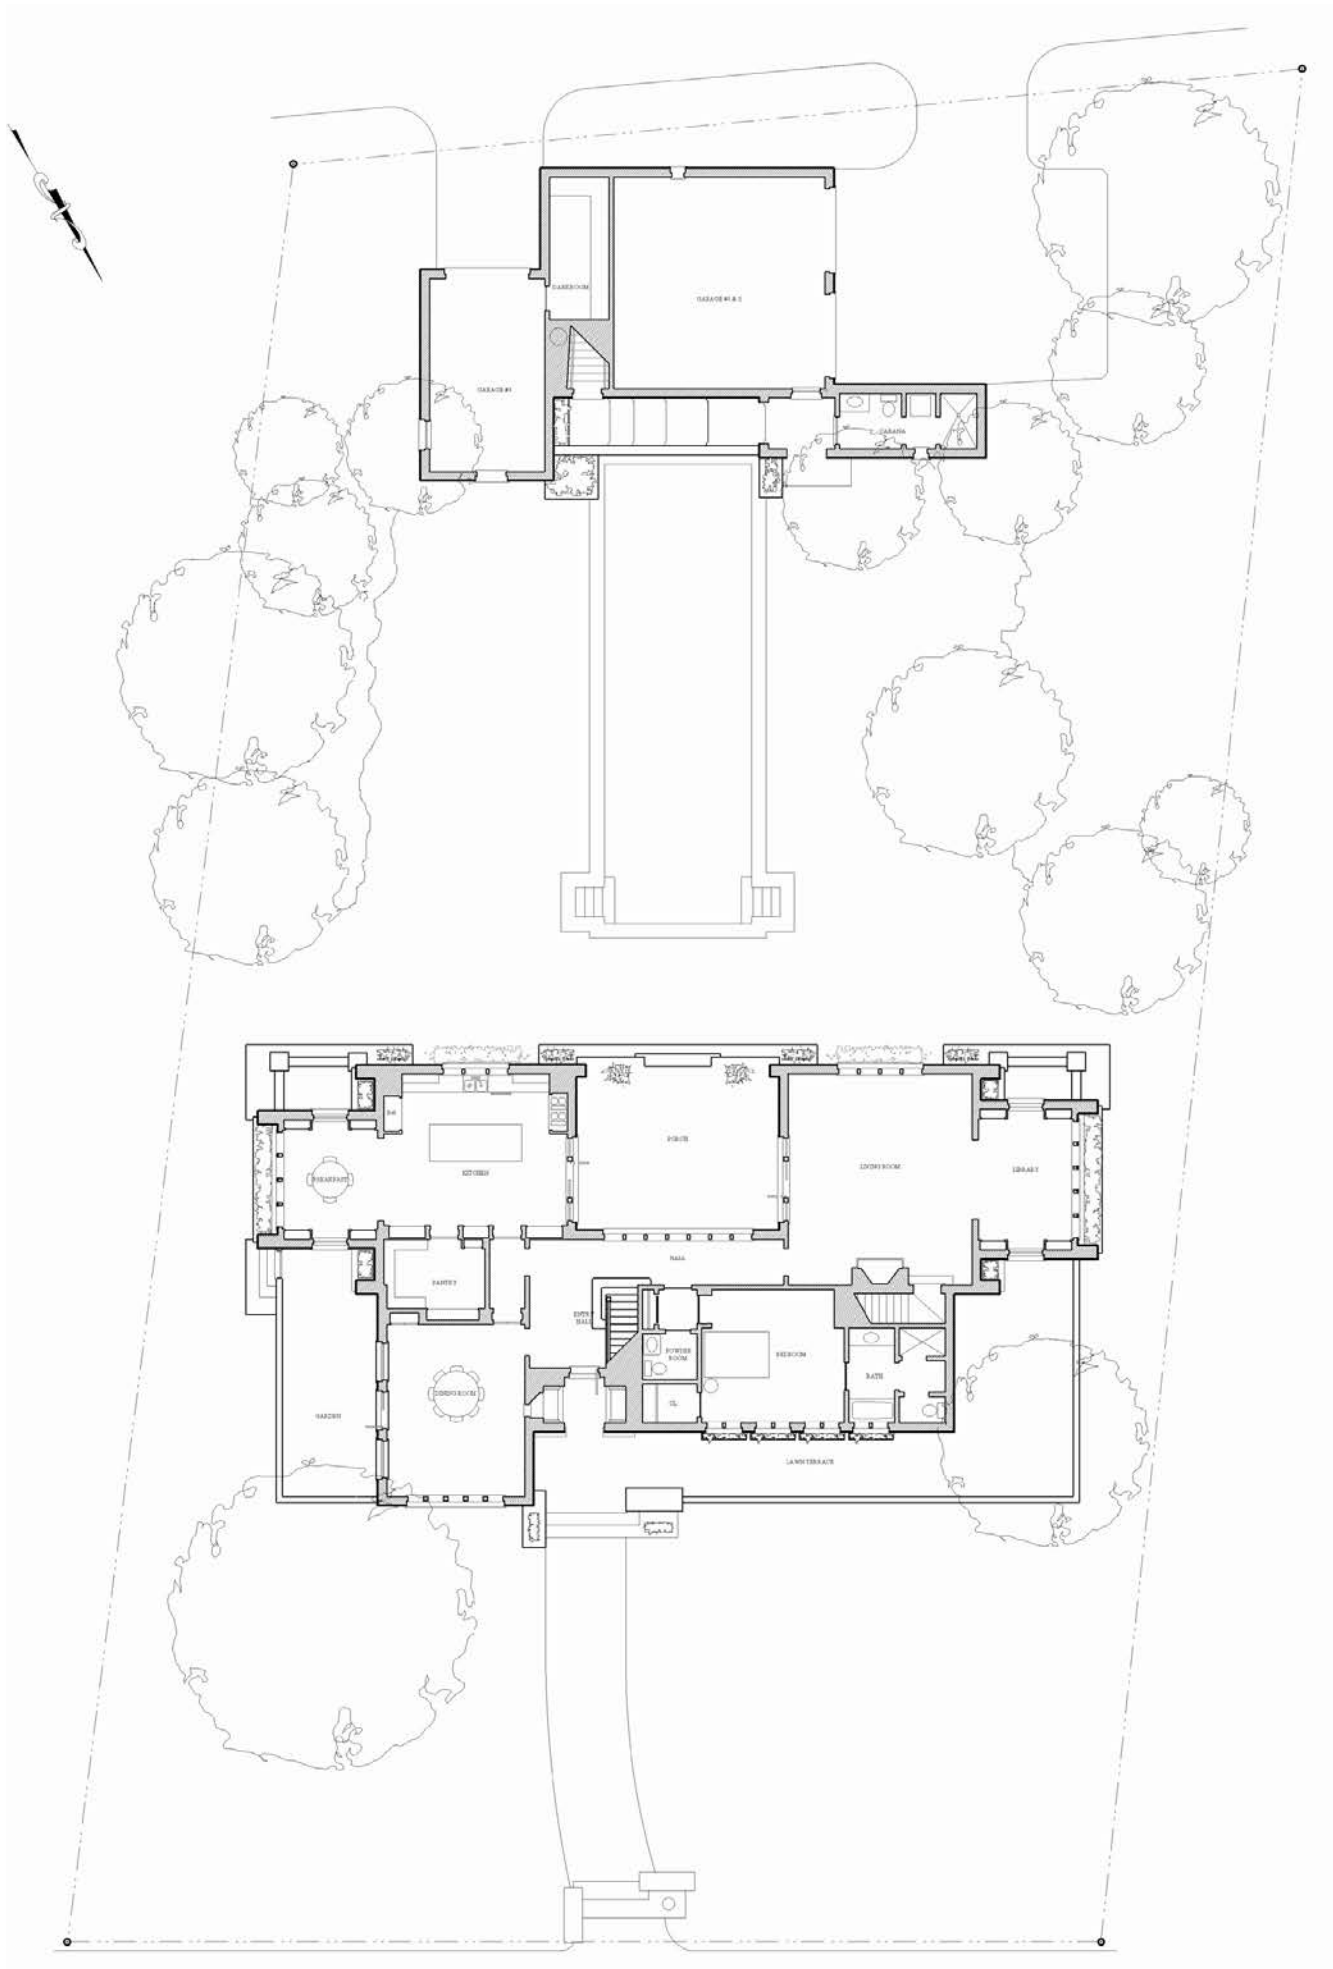 DARKROOM
GARAGE #1 & 2
GARAGE #3
CABANA
PORCH
LIVING ROOM
LIBRARY
KITCHEN
BREAKFAST
HALL
PANTRY
ENTRY
HALL
POWDER
ROOM
BEDROOM
BATH
DINING ROOM
CL.
GARDEN
LAWN TERRACE